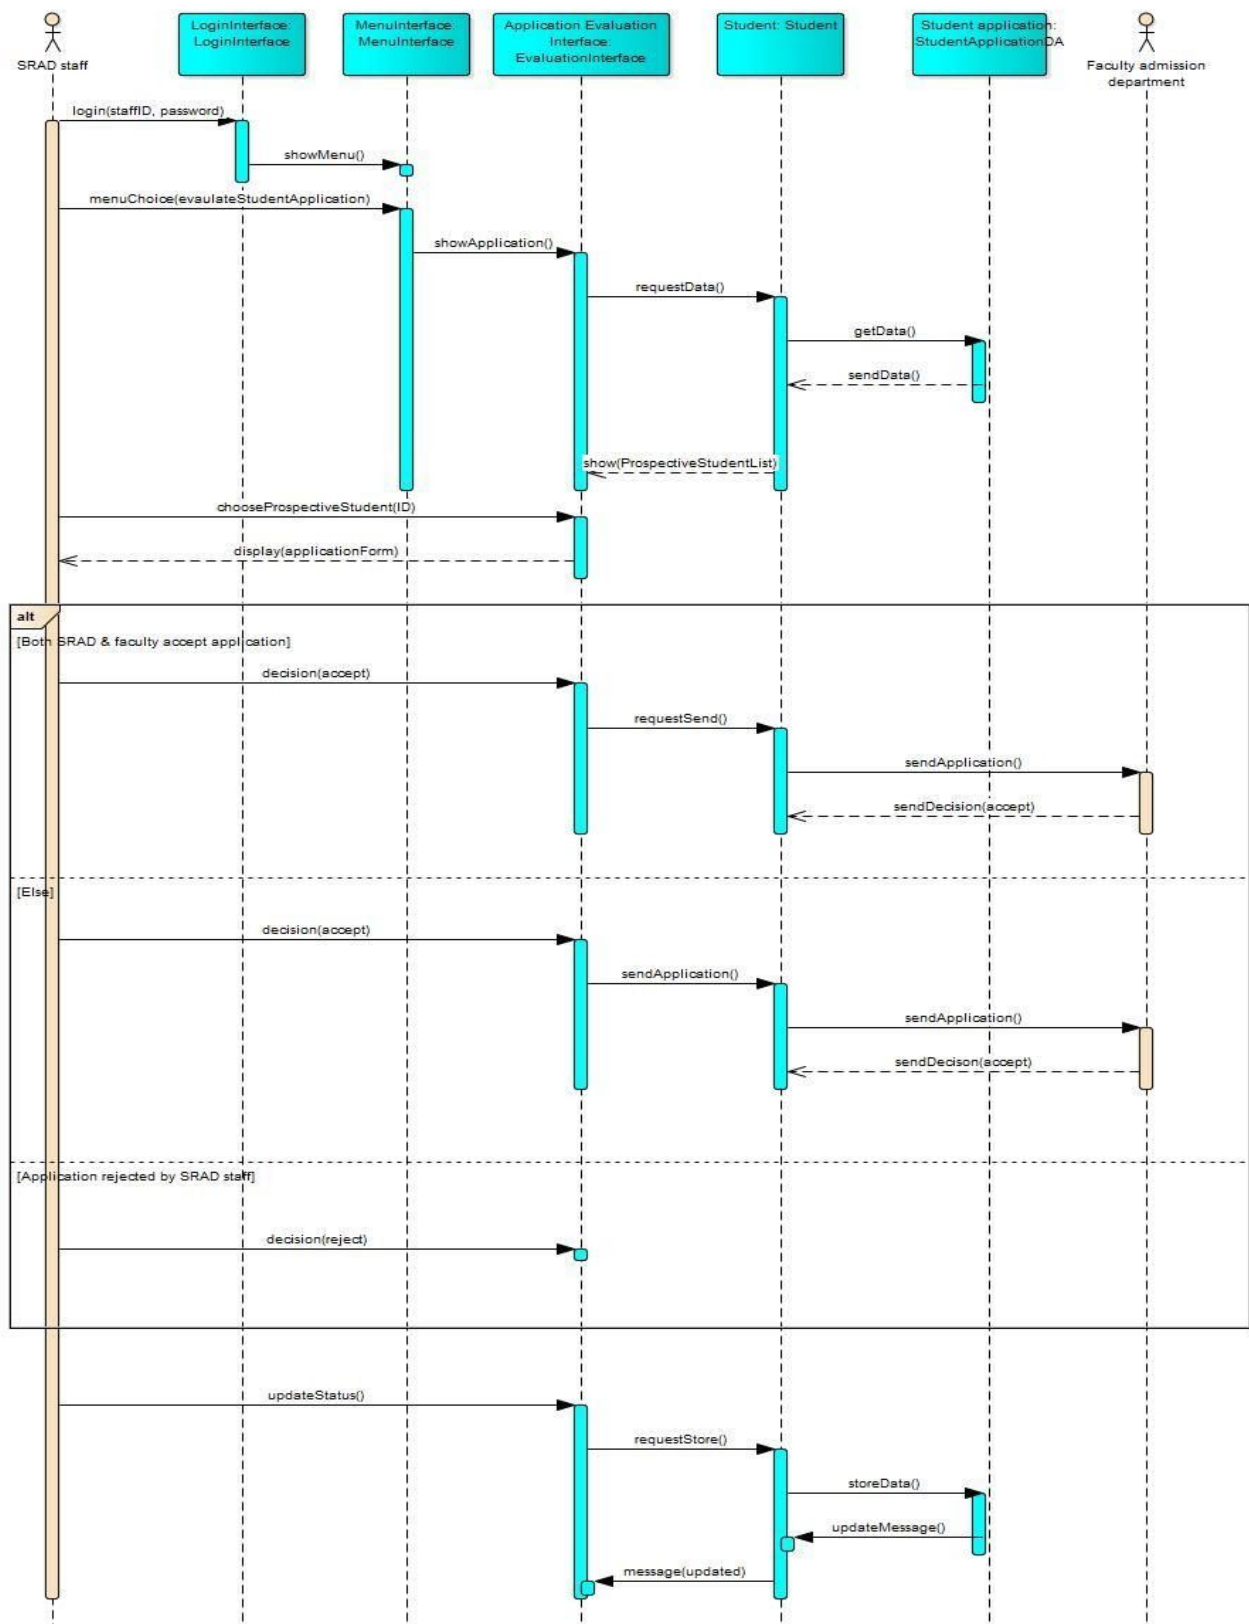 SRAD staff
LoginInterface:
LoginInterface
MenuInterface:
MenuInterface
Application Evaluation
Interface:
EvaluationInterface
Student: Student
Student application:
StudentApplicationDA
Faculty admission
department
login(staffID, password)
showMenu()
menuChoice(evaulateStudentApplication)
showApplication()
requestData()
getData()
sendData()
show(ProspectiveStudentList)
chooseProspectiveStudent(ID)
display(applicationForm)
alt
[Both SRAD & faculty accept application]
decision(accept)
requestSend()
sendApplication()
sendDecision(accept)
[Else]
decision(accept)
sendApplication()
sendApplication()
sendDecison(accept)
[Application rejected by SRAD staff]
decision(reject)
updateStatus()
requestStore()
storeData()
updateMessage()
message(updated)